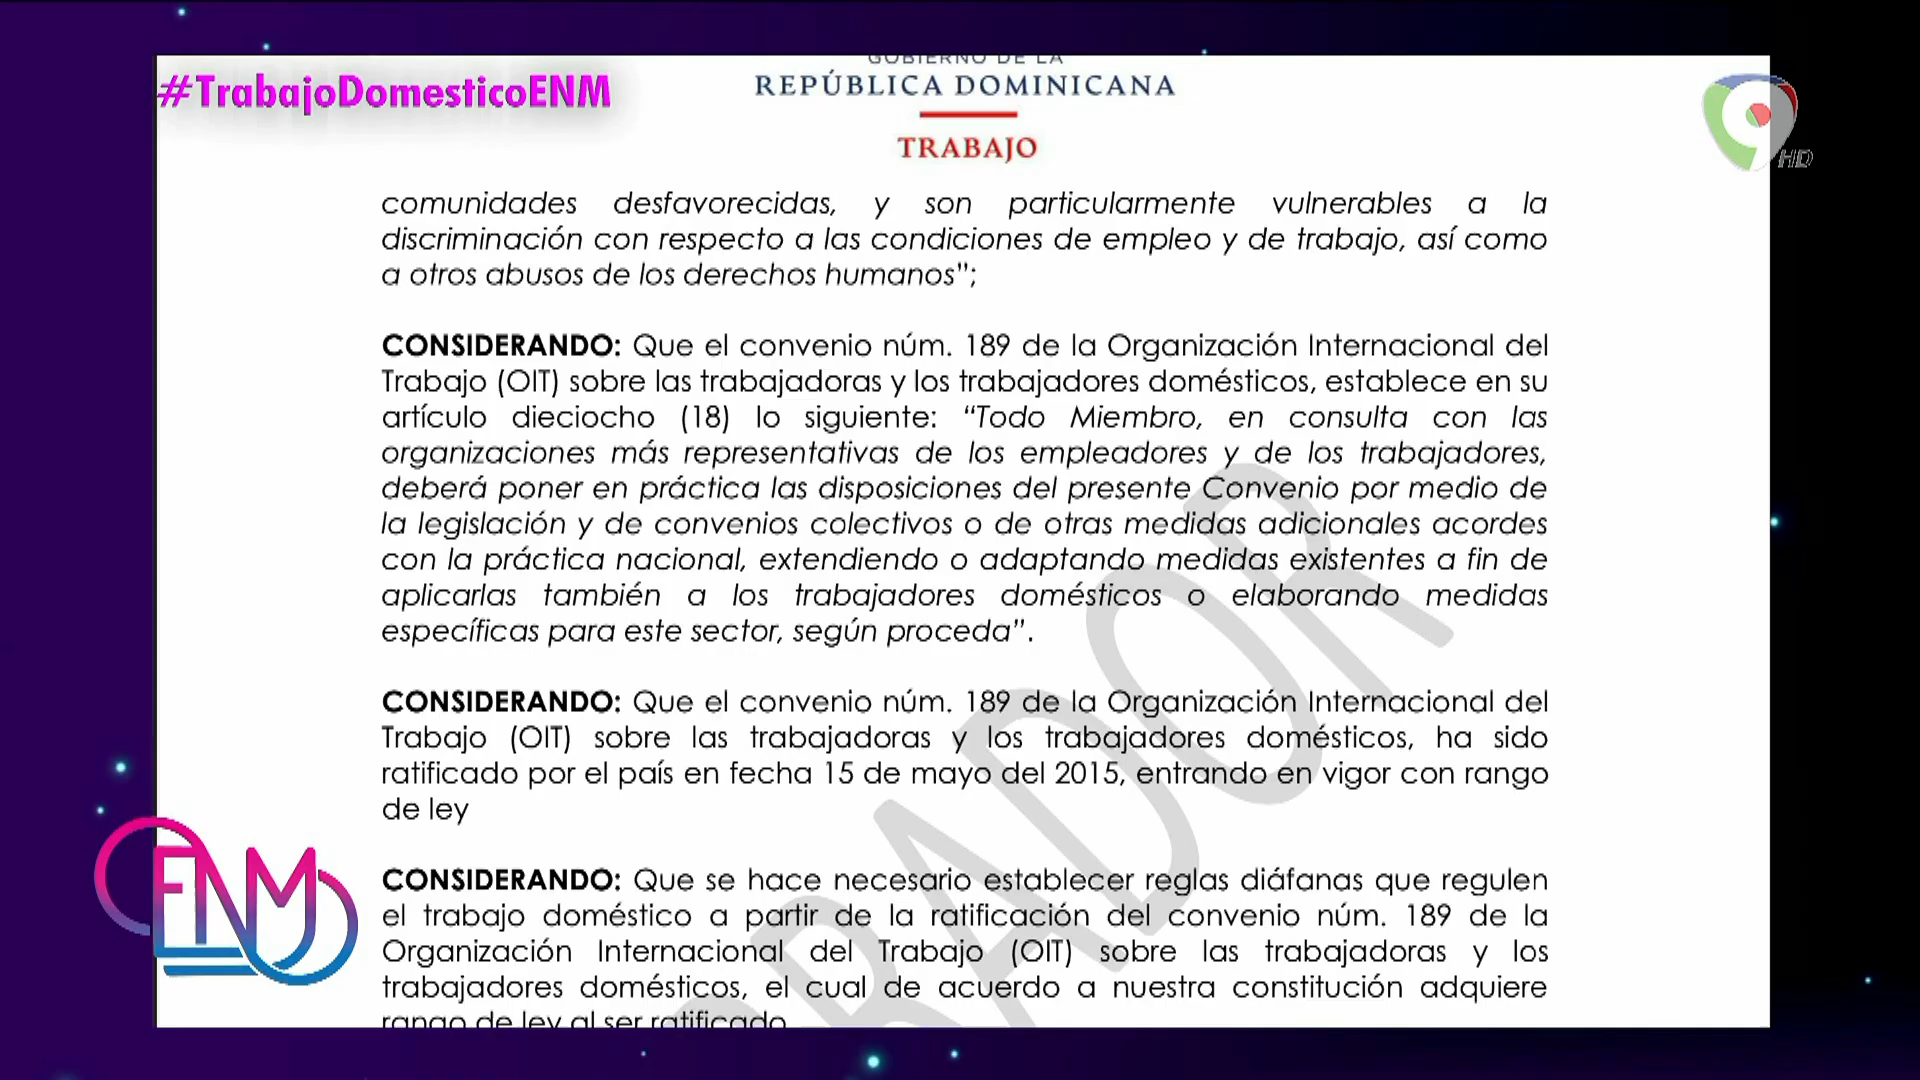 GOBIERNO DE LA
#TrabajoDomesticoENM
REPÚBLICA DOMINICANA
TRABAJO
HD
comunidades desfavorecidas, y son particularmente vulnerables a la
discriminación con respecto a las condiciones de empleo y de trabajo, así como
a otros abusos de los derechos humanos”;
CONSIDERANDO: Que el convenio núm. 189 de la Organización Internacional del
Trabajo (OIT) sobre las trabajadoras y los trabajadores domésticos, establece en su
artículo dieciocho (18) lo siguiente: “Todo Miembro, en consulta con las
organizaciones más representativas de los empleadores y de los trabajadores,
deberá poner en práctica las disposiciones del presente Convenio por medio de
la legislación y de convenios colectivos o de otras medidas adicionales acordes
con la práctica nacional, extendiendo o adaptando medidas existentes a fin de
aplicarlas también a los trabajadores domésticos o elaborando medidas
específicas para este sector, según proceda”.
CONSIDERANDO: Que el convenio núm. 189 de la Organización Internacional del
Trabajo (OIT) sobre las trabajadoras y los trabajadores domésticos, ha sido
ratificado por el país en fecha 15 de mayo del 2015, entrando en vigor con rango
de ley
CONSIDERANDO: Que se hace necesario establecer reglas diáfanas que regulen
el trabajo doméstico a partir de la ratificación del convenio núm. 189 de la
Organización Internacional del Trabajo (OIT) sobre las trabajadoras y los
trabajadores domésticos, el cual de acuerdo a nuestra constitución adquiere
rango de ley al ser ratificado
ENM
RADOR